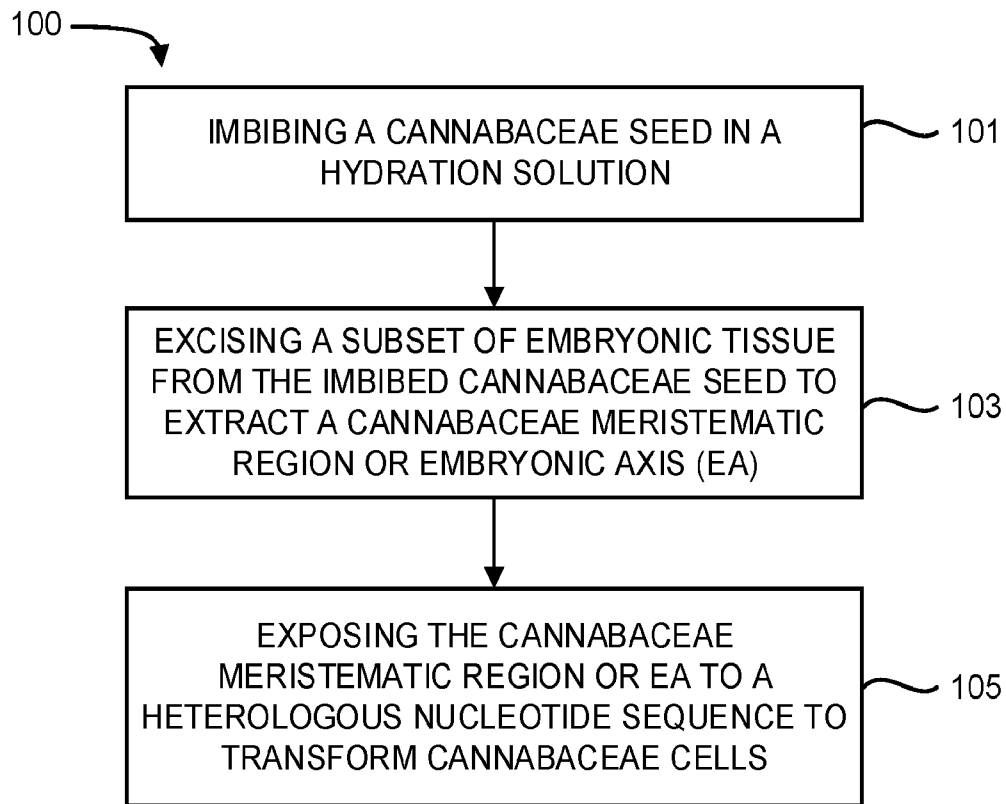 100
IMBIBING A CANNABACEAE SEED IN A
HYDRATION SOLUTION
101
EXCISING A SUBSET OF EMBRYONIC TISSUE
FROM THE IMBIBED CANNABACEAE SEED TO
EXTRACT A CANNABACEAE MERISTEMATIC
REGION OR EMBRYONIC AXIS (EA)
103
EXPOSING THE CANNABACEAE
MERISTEMATIC REGION OR EA TO A
HETEROLOGOUS NUCLEOTIDE SEQUENCE TO
TRANSFORM CANNABACEAE CELLS
105